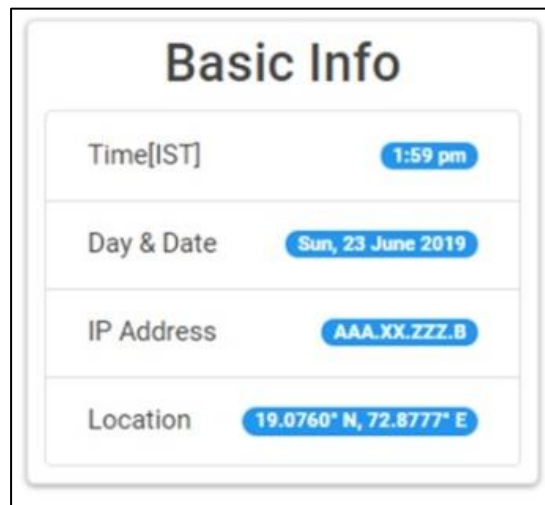 Basic Info
Time[IST] 1:59 pm
Day & Date Sun, 23 June 2019
IP Address AAA.XX.ZZZ.B
Location 19.0760° N, 72.8777° E